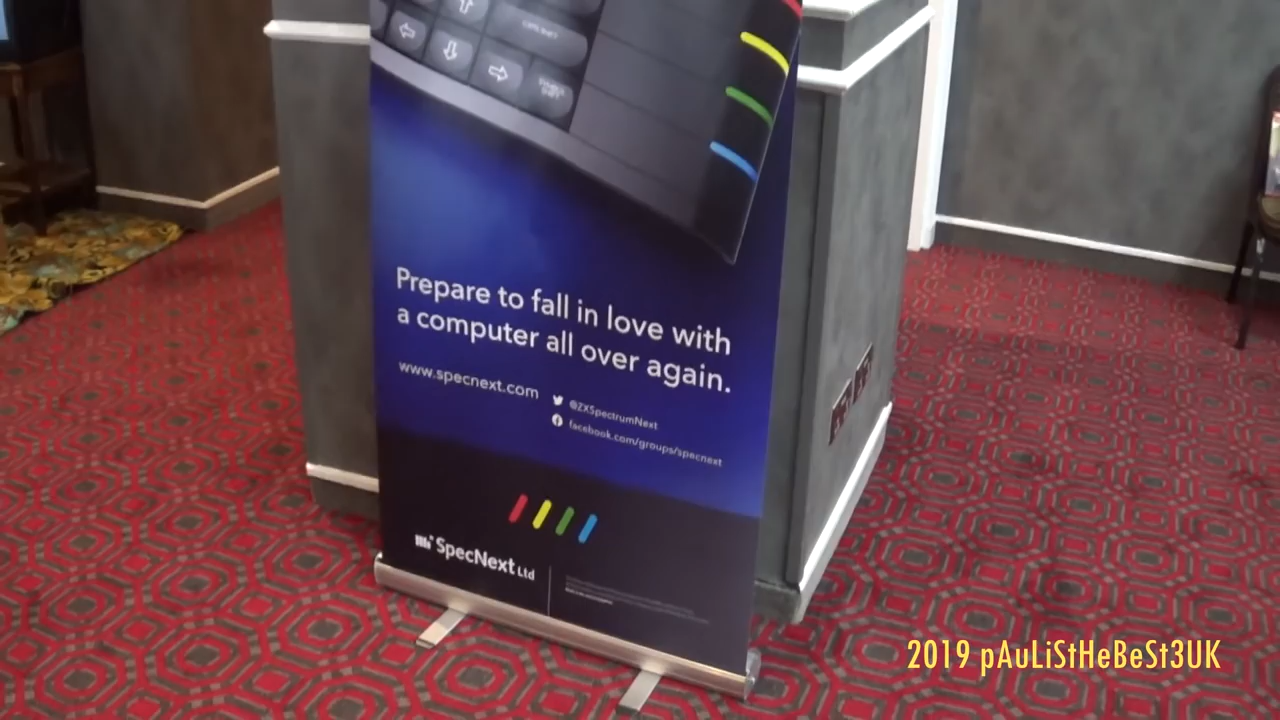 Prepare to fall in love with
a computer all over again.
www.specnext.com
@ZXSpectrumNext
facebook.com/groups/specnext
SpecNext Ltd
2019 pAuLiStHeBeSt3UK